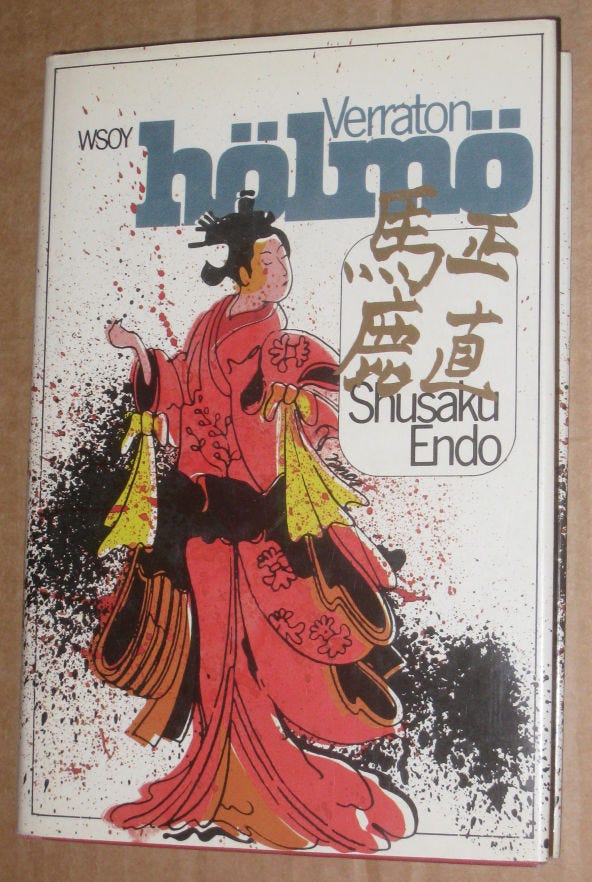 WSOY
Verraton
hölmö
馬鹿
正直
Shusaku
Endo